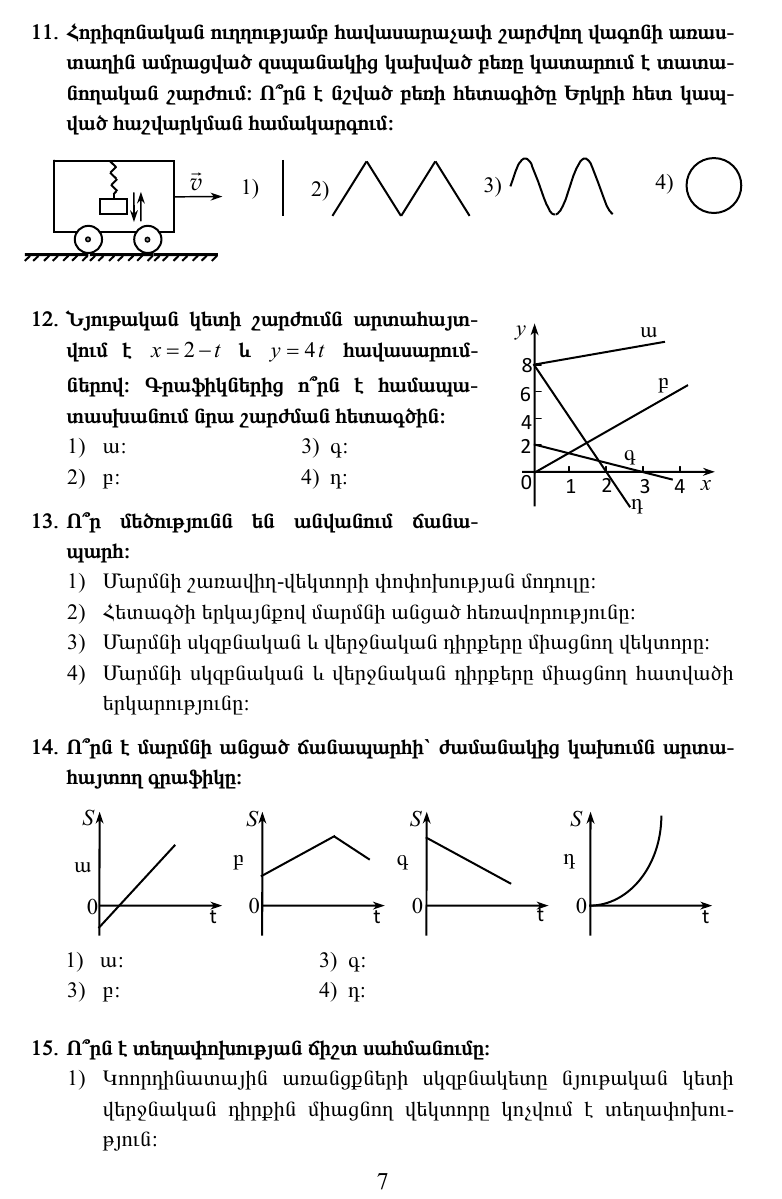 11. Հորիզոնական ուղղությամբ հավասարաչափ շարժվող վագոնի առաս-
տաղին ամրացված զսպանակից կախված բեռը կատարում է տատա-
նողական շարժում: Ո՞րն է նշված բեռի հետագիծը Երկրի հետ կապ-
ված հաշվարկման համակարգում:
v⃗ 1) 2) 3) 4)
12. Նյութական կետի շարժումն արտահայտ-
վում է x = 2 – t և y = 4t հավասարում-
ներով: Գրաֆիկներից ո՞րն է համապա-
տասխանում նրա շարժման հետագծին:
1) ա: 3) գ:
2) բ: 4) դ:
y ա
8 բ
6
4
2 գ
0 1 2 3 4 x
դ
13. Ո՞ր մեծությունն են անվանում ճանա-
պարհ:
1) Մարմնի շառավիղ-վեկտորի փոփոխության մոդուլը:
2) Հետագծի երկայնքով մարմնի անցած հեռավորությունը:
3) Մարմնի սկզբնական և վերջնական դիրքերը միացնող վեկտորը:
4) Մարմնի սկզբնական և վերջնական դիրքերը միացնող հատվածի
երկարությունը:
14. Ո՞րն է մարմնի անցած ճանապարհի՝ ժամանակից կախումն արտա-
հայտող գրաֆիկը:
S S S S
ա բ գ դ
0 t 0 t 0 t 0 t
1) ա: 3) գ:
3) բ: 4) դ:
15. Ո՞րն է տեղափոխության ճիշտ սահմանումը:
1) Կոորդինատային առանցքների սկզբնակետը նյութական կետի
վերջնական դիրքին միացնող վեկտորը կոչվում է տեղափոխու-
թյուն:
7